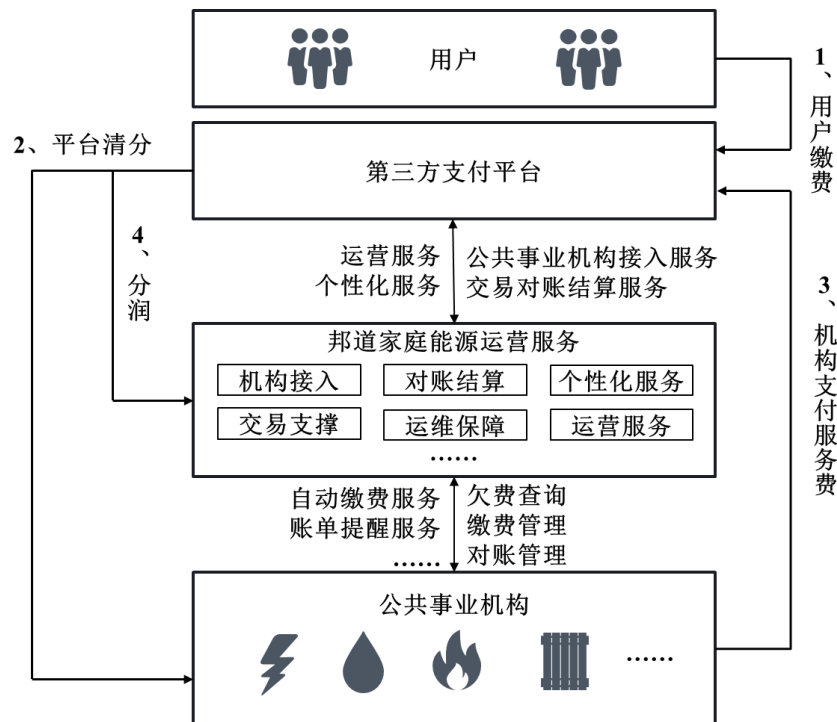 用户
1、用户缴费
2、平台清分
第三方支付平台
4、分润
运营服务
个性化服务
公共事业机构接入服务
交易对账结算服务
3、机构支付服务费
邦道家庭能源运营服务
机构接入
对账结算
个性化服务
交易支撑
运维保障
运营服务
......
自动缴费服务
账单提醒服务
......
欠费查询
缴费管理
对账管理
公共事业机构
......